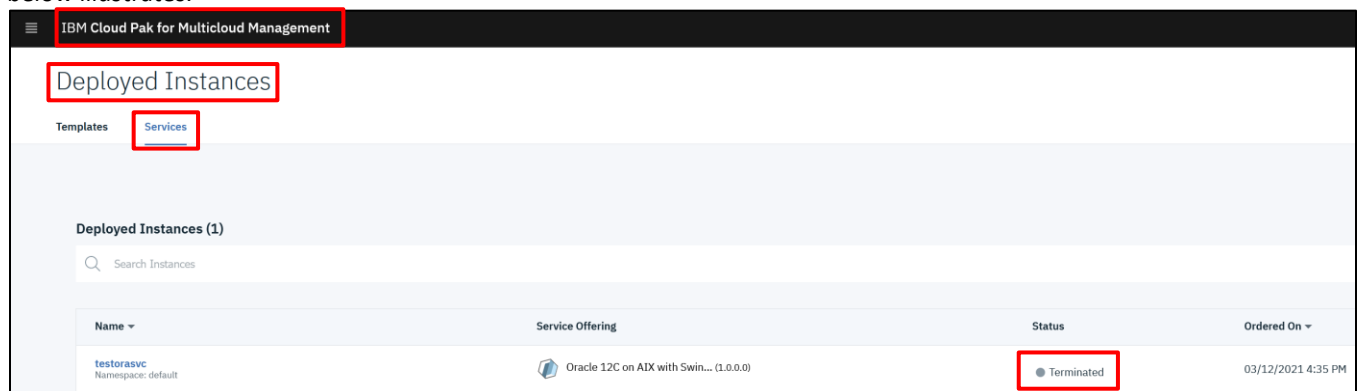 below illustrates.
IBM Cloud Pak for Multicloud Management
Deployed Instances
Templates Services
Deployed Instances (1)
Search Instances
Name Service Offering Status Ordered On
testorasvc Oracle 12C on AIX with Swin... (1.0.0.0) Terminated 03/12/2021 4:35 PM
Namespace: default